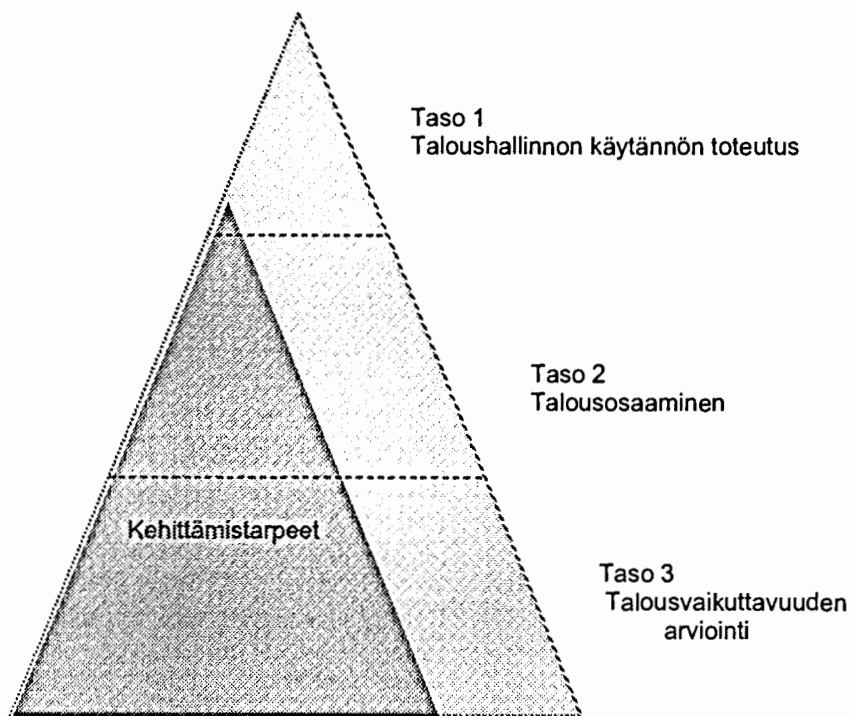 Taso 1
Taloushallinnon käytännön toteutus
Taso 2
Talousosaaminen
Kehittämistarpeet
Taso 3
Talousvaikuttavuuden
arviointi